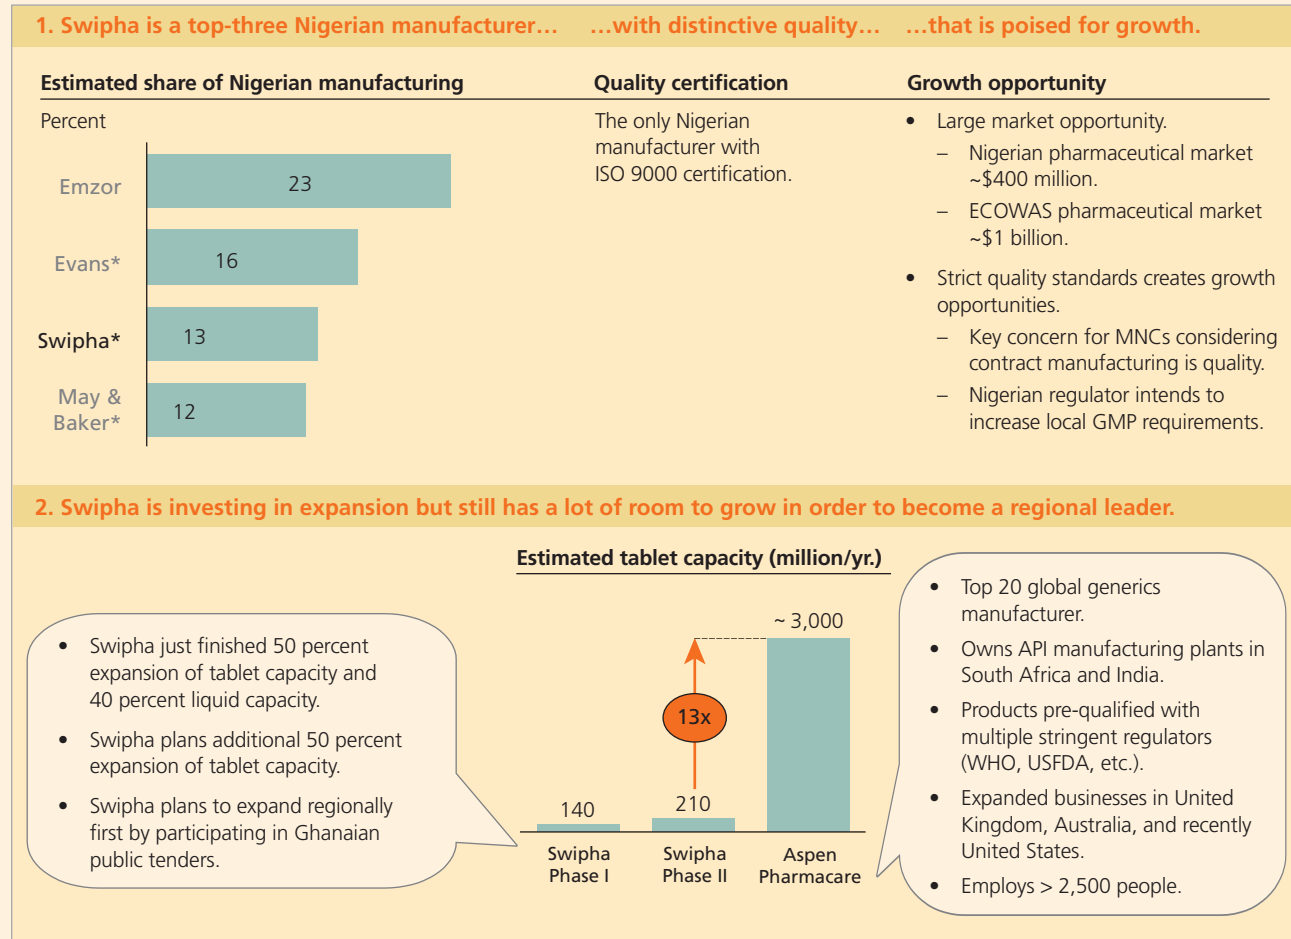 1. Swipha is a top-three Nigerian manufacturer… …with distinctive quality… …that is poised for growth.
Estimated share of Nigerian manufacturing
Percent
Emzor
23
Evans*
16
Swipha*
13
May &
Baker*
12
Quality certification
The only Nigerian
manufacturer with
ISO 9000 certification.
Growth opportunity
• Large market opportunity.
– Nigerian pharmaceutical market
~$400 million.
– ECOWAS pharmaceutical market
~$1 billion.
• Strict quality standards creates growth
opportunities.
– Key concern for MNCs considering
contract manufacturing is quality.
– Nigerian regulator intends to
increase local GMP requirements.
2. Swipha is investing in expansion but still has a lot of room to grow in order to become a regional leader.
• Swipha just finished 50 percent
expansion of tablet capacity and
40 percent liquid capacity.
• Swipha plans additional 50 percent
expansion of tablet capacity.
• Swipha plans to expand regionally
first by participating in Ghanaian
public tenders.
Estimated tablet capacity (million/yr.)
~ 3,000
13x
140
210
Swipha
Phase I
Swipha
Phase II
Aspen
Pharmacare
• Top 20 global generics
manufacturer.
• Owns API manufacturing plants in
South Africa and India.
• Products pre-qualified with
multiple stringent regulators
(WHO, USFDA, etc.).
• Expanded businesses in United
Kingdom, Australia, and recently
United States.
• Employs > 2,500 people.